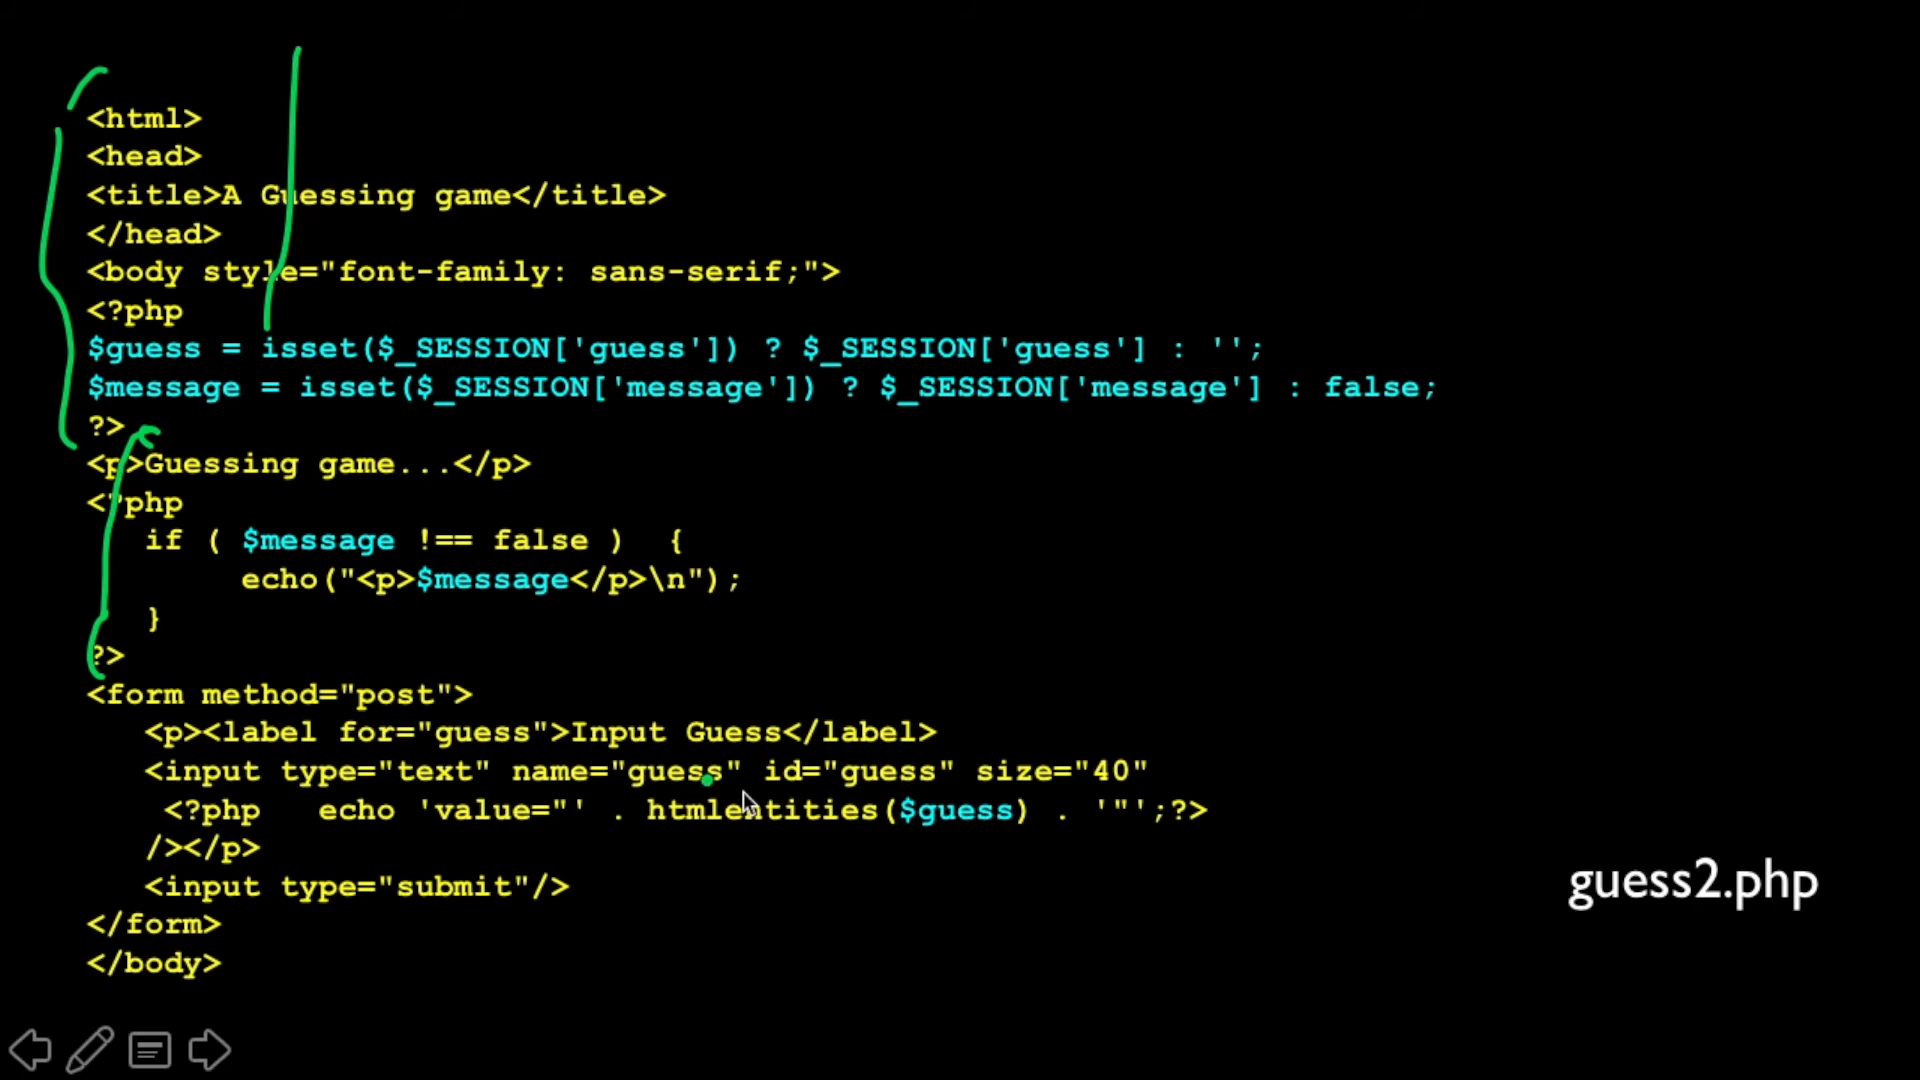 <html>
<head>
<title>A Guessing game</title>
</head>
<body style="font-family: sans-serif;">
<?php
$guess = isset($_SESSION['guess']) ? $_SESSION['guess'] : '';
$message = isset($_SESSION['message']) ? $_SESSION['message'] : false;
?>
<p>Guessing game...</p>
<?php
   if ( $message !== false )  {
        echo("<p>$message</p>\n");
   }
?>
<form method="post">
   <p><label for="guess">Input Guess</label>
   <input type="text" name="guess" id="guess" size="40"
    <?php   echo 'value="' . htmlentities($guess) . '"';?>
   /></p>
   <input type="submit"/>
</form>
</body>
guess2.php